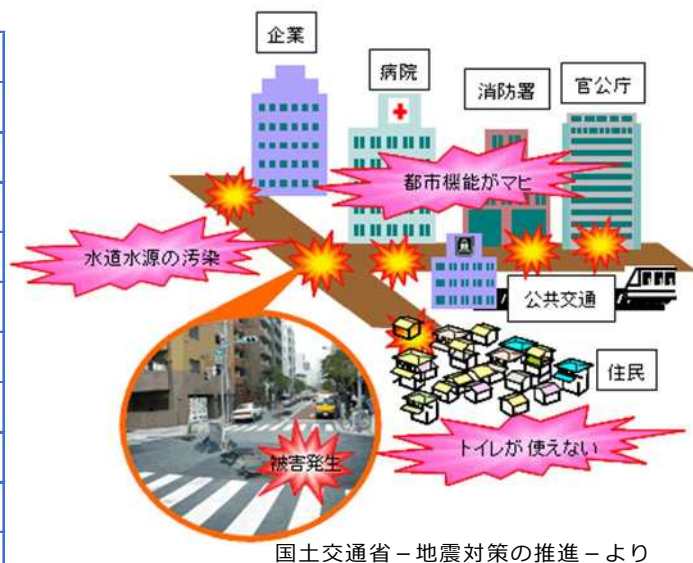 企業
病院
消防署
官公庁
都市機能がマヒ
水道水源の汚染
公共交通
住民
被害発生
トイレが使えない
国土交通省－地震対策の推進－より